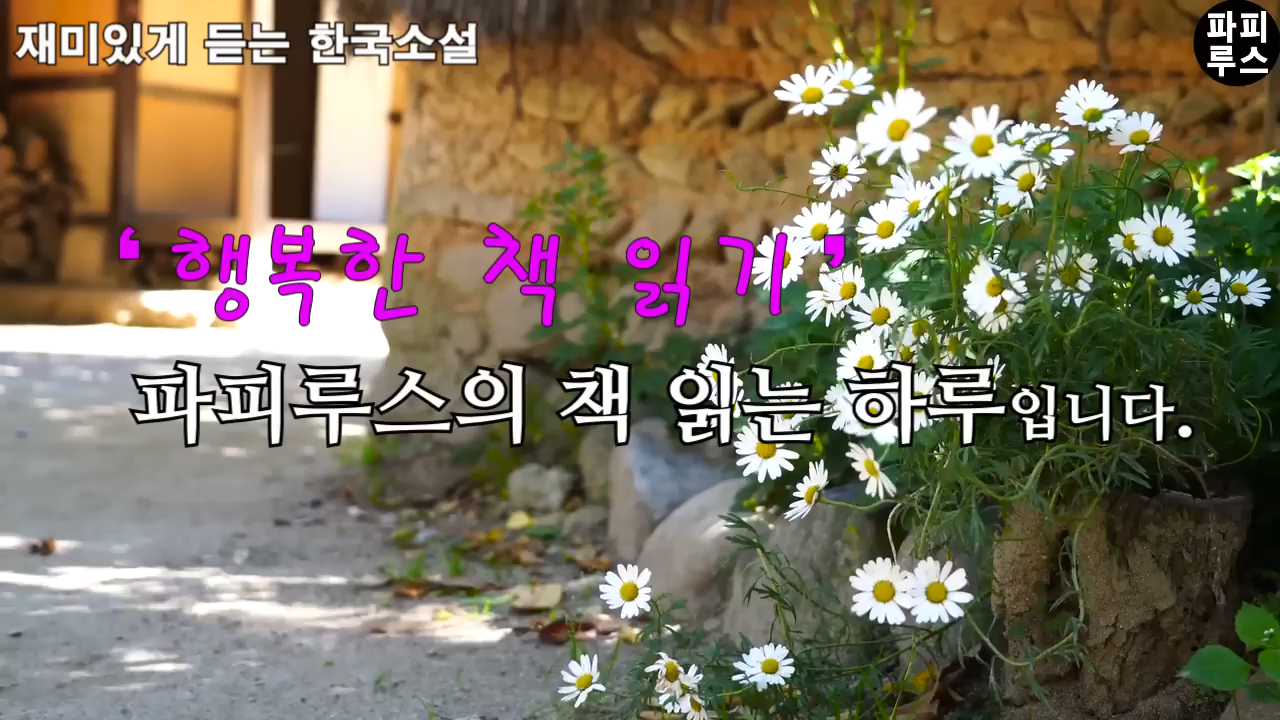 재미있게 듣는 한국소설
파피
루스
‘행복한 책 읽기’
파피루스의 책 읽는 하루입니다.